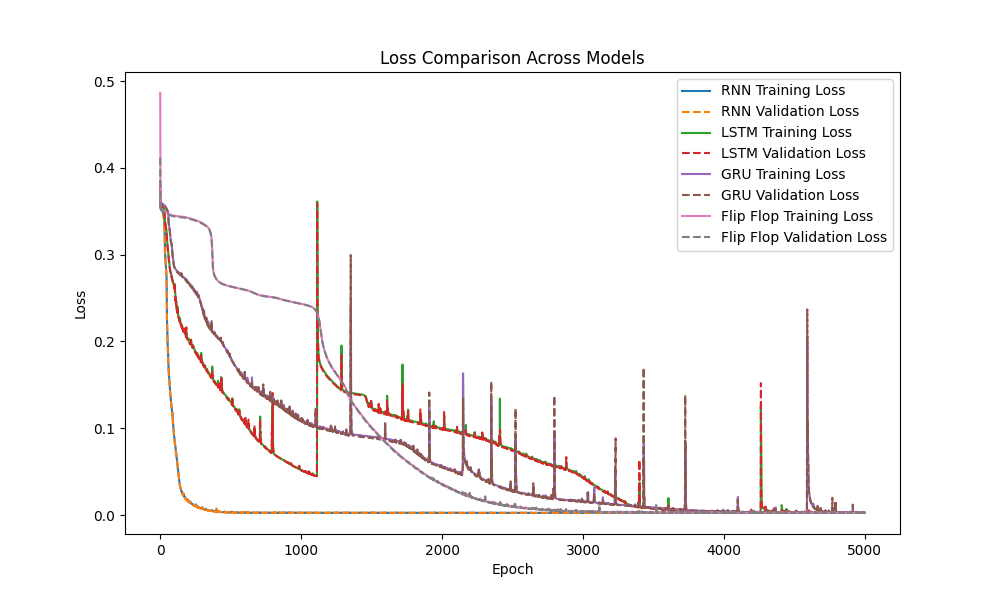 Loss Comparison Across Models
Loss
0.5
0.4
0.3
0.2
0.1
0.0
RNN Training Loss
RNN Validation Loss
LSTM Training Loss
LSTM Validation Loss
GRU Training Loss
GRU Validation Loss
Flip Flop Training Loss
Flip Flop Validation Loss
0 1000 2000 3000 4000 5000
Epoch